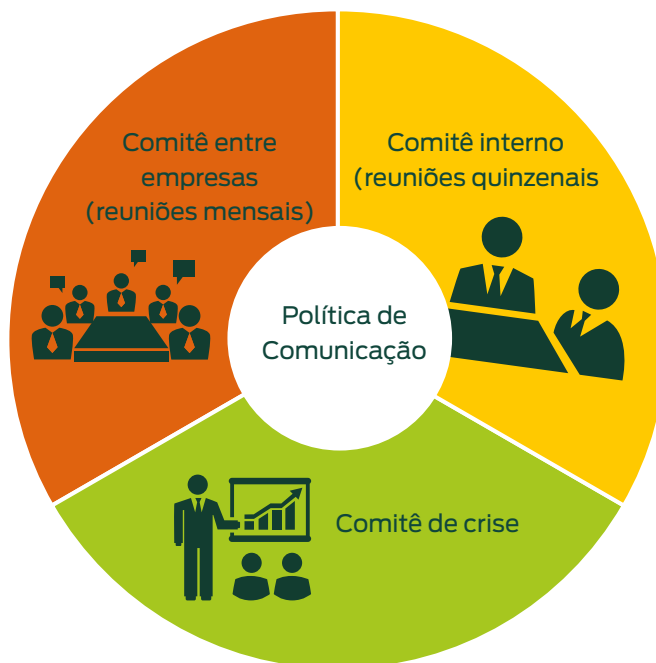 Comitê entre
empresas
(reuniões mensais)
Comitê interno
(reuniões quinzenais
Política de
Comunicação
Comitê de crise